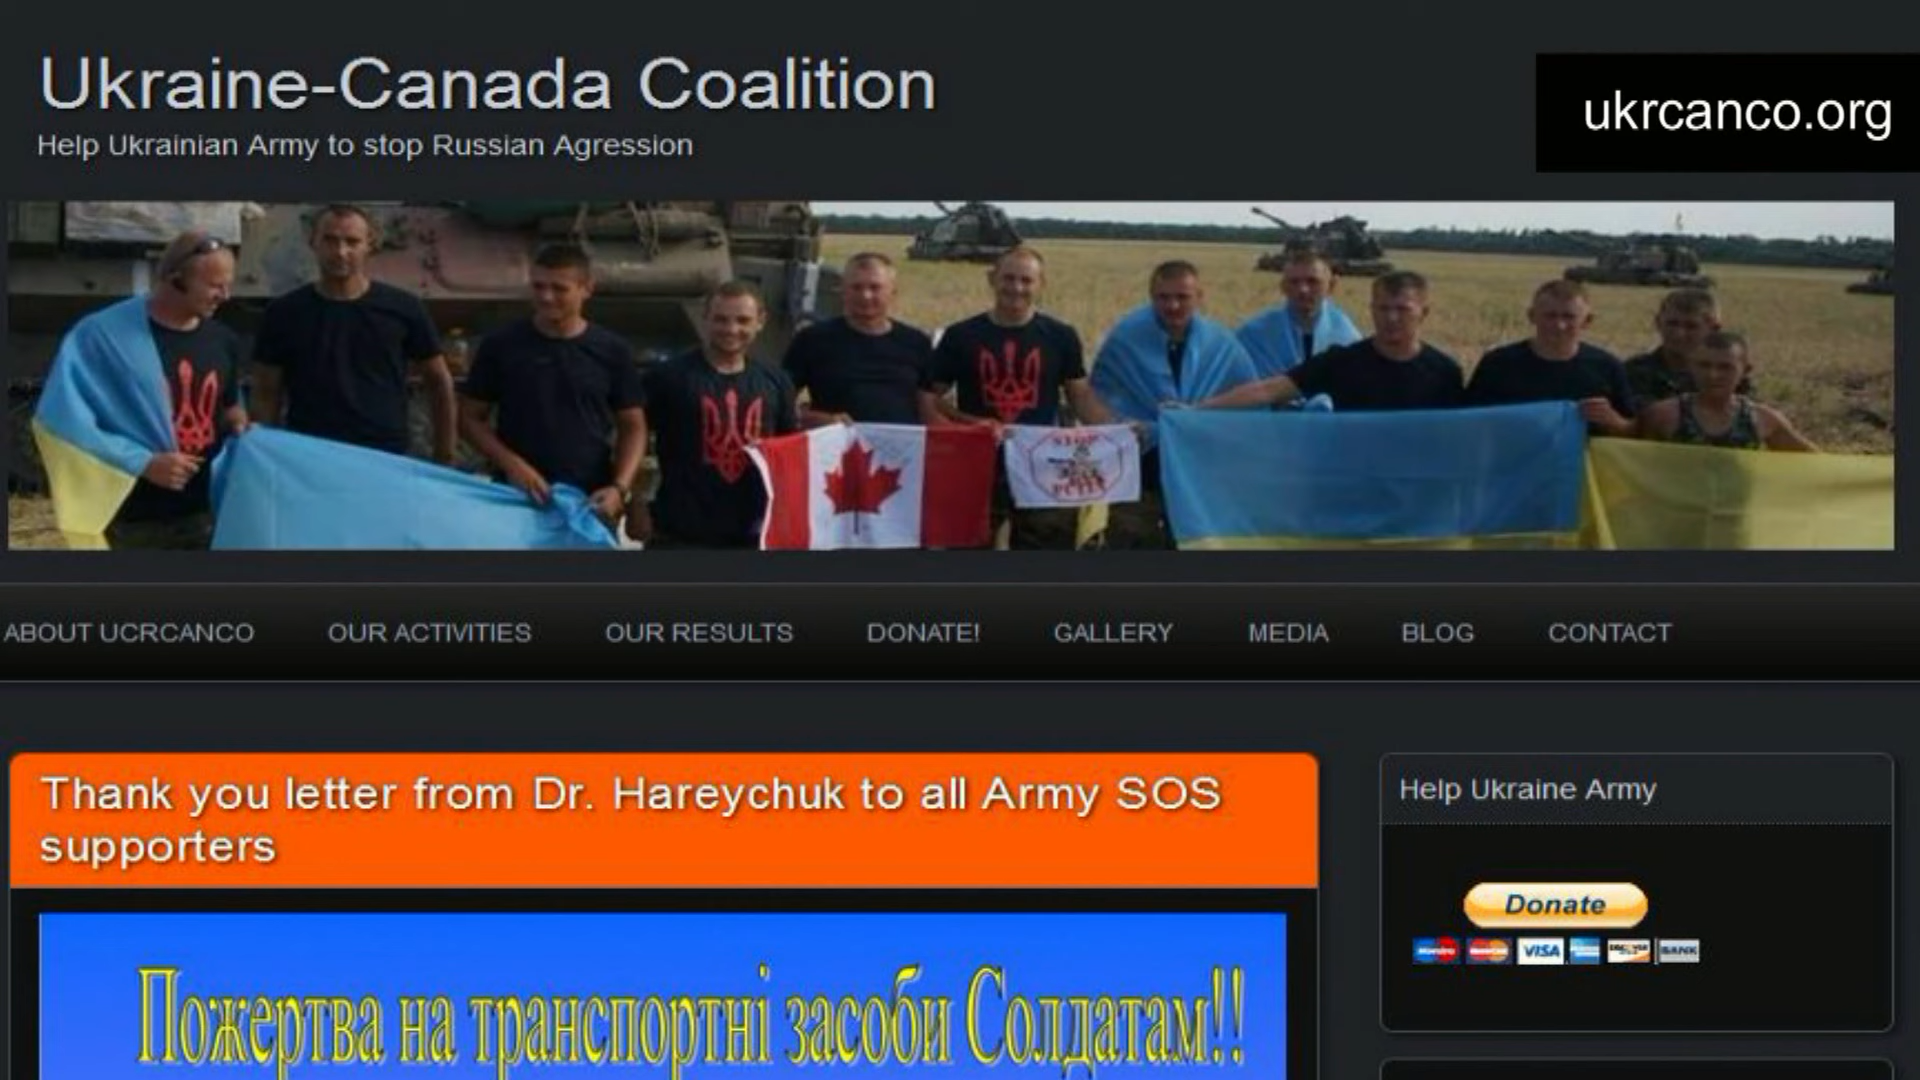 Ukraine-Canada Coalition
ukrcanco.org
Help Ukrainian Army to stop Russian Agression
STOP
ABOUT UCRCANCO OUR ACTIVITIES OUR RESULTS DONATE! GALLERY MEDIA BLOG CONTACT
Thank you letter from Dr. Hareychuk to all Army SOS
supporters
Help Ukraine Army
Donate
VISA
BANK
Пожертва на транспортні засоби Солдатам!!